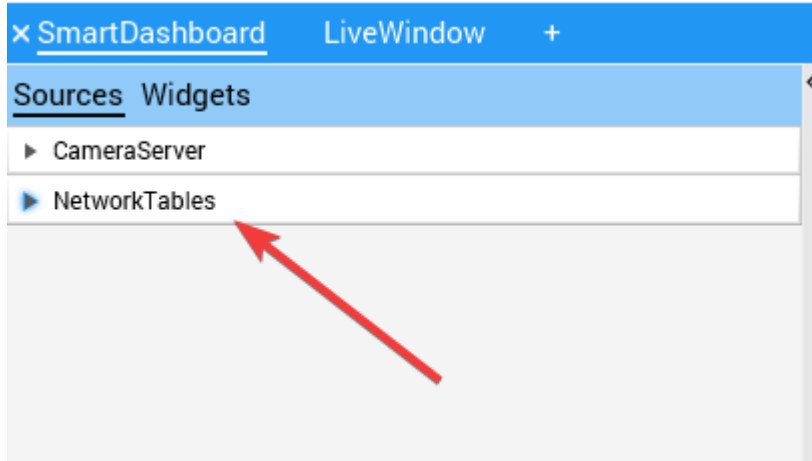 × SmartDashboard LiveWindow +
Sources Widgets
CameraServer
NetworkTables